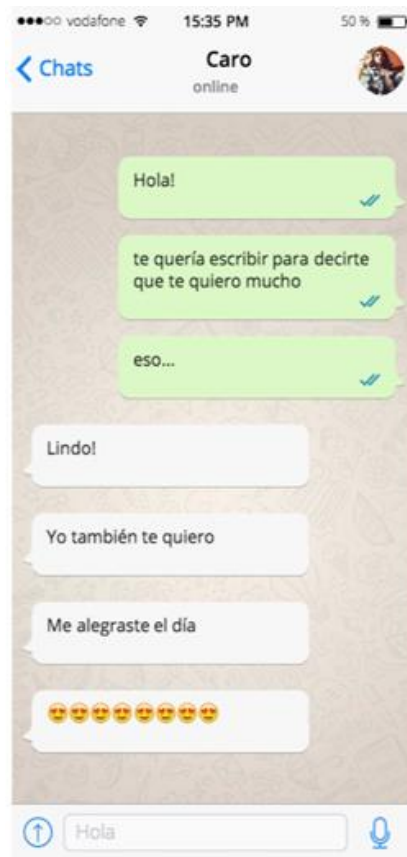 vodafone 15:35 PM 50 %
Chats Caro
online
Hola!
te quería escribir para decirte
que te quiero mucho
eso...
Lindo!
Yo también te quiero
Me alegraste el día
😍😍😍😍😍😍😍😍
Hola